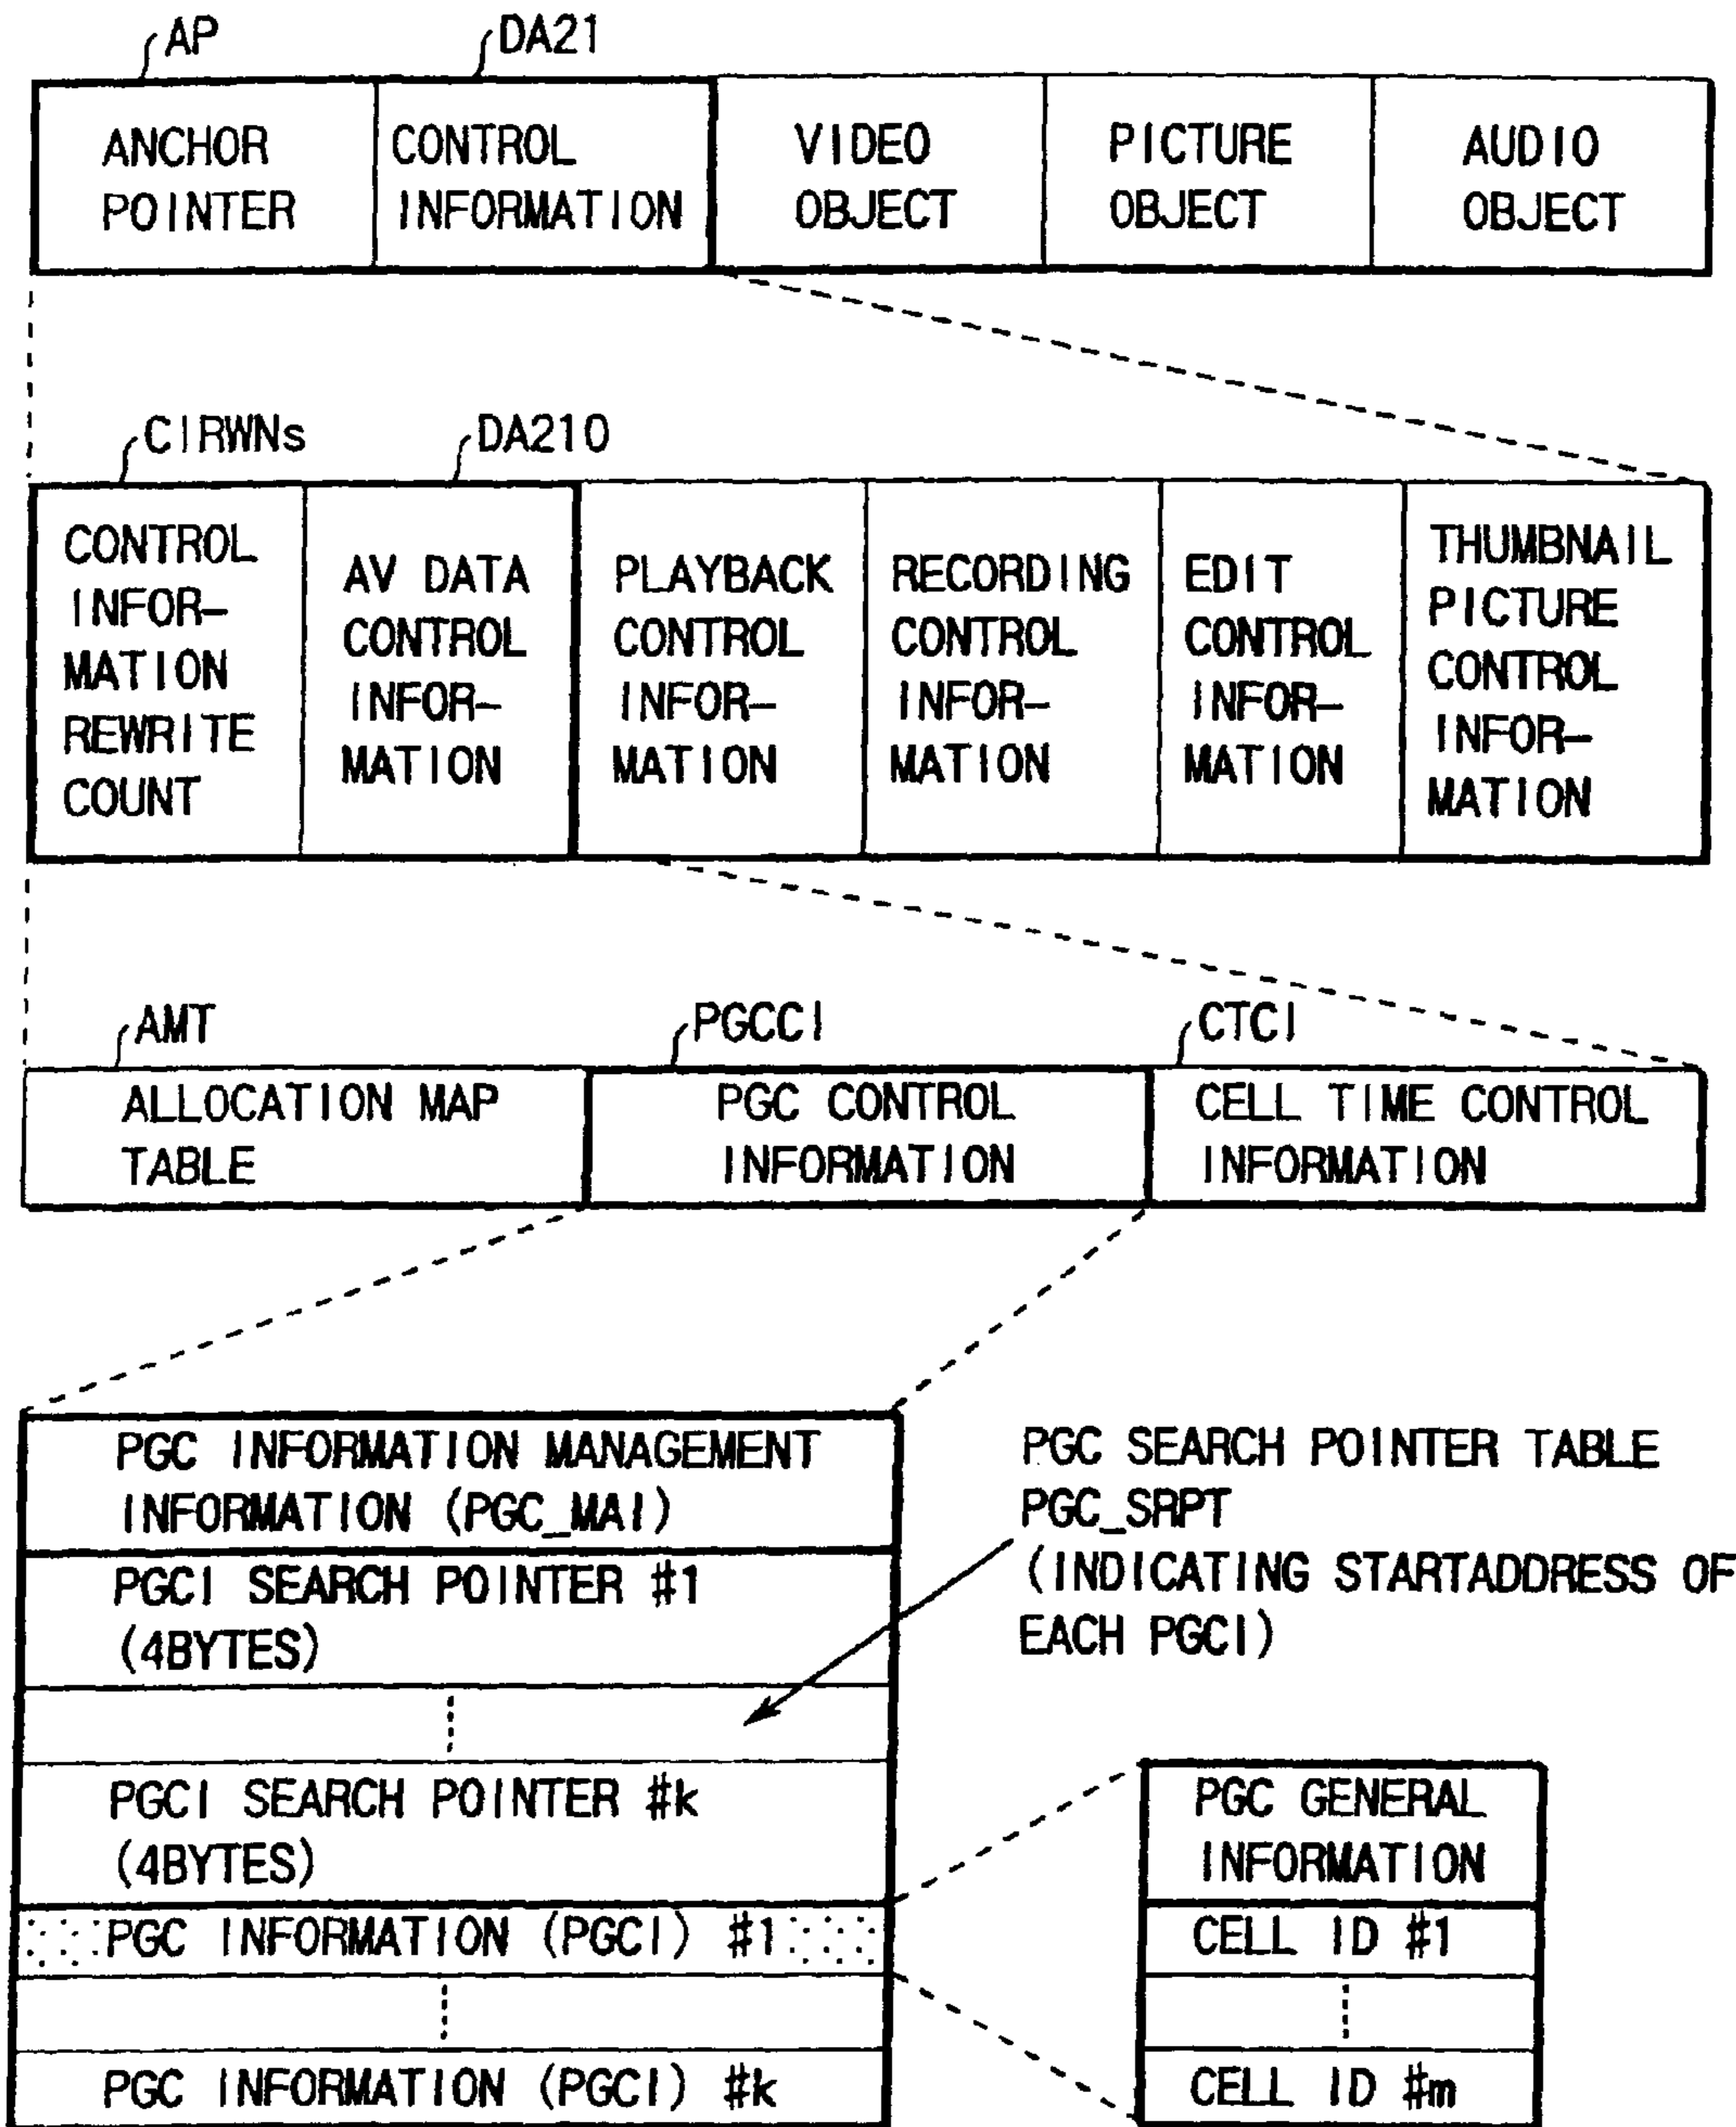 AP
DA21
ANCHOR
POINTER
CONTROL
INFORMATION
VIDEO
OBJECT
PICTURE
OBJECT
AUDIO
OBJECT
CIRWNs
DA210
CONTROL
INFOR-
MATION
REWRITE
COUNT
AV DATA
CONTROL
INFOR-
MATION
PLAYBACK
CONTROL
INFOR-
MATION
RECORDING
CONTROL
INFOR-
MATION
EDIT
CONTROL
INFOR-
MATION
THUMBNAIL
PICTURE
CONTROL
INFOR-
MATION
AMT
PGCCI
CTCI
ALLOCATION MAP
TABLE
PGC CONTROL
INFORMATION
CELL TIME CONTROL
INFORMATION
PGC INFORMATION MANAGEMENT
INFORMATION (PGC_MAI)
PGCI SEARCH POINTER #1
(4BYTES)
PGCI SEARCH POINTER #k
(4BYTES)
PGC INFORMATION (PGCI) #1
PGC INFORMATION (PGCI) #k
PGC SEARCH POINTER TABLE
PGC_SRPT
(INDICATING STARTADDRESS OF
EACH PGCI)
PGC GENERAL
INFORMATION
CELL ID #1
CELL ID #m